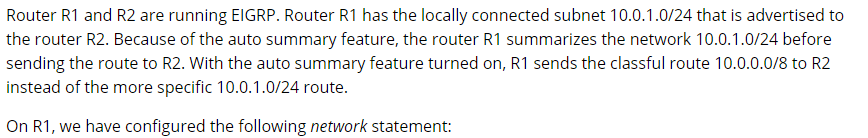 Router R1 and R2 are running EIGRP. Router R1 has the locally connected subnet 10.0.1.0/24 that is advertised to
the router R2. Because of the auto summary feature, the router R1 summarizes the network 10.0.1.0/24 before
sending the route to R2. With the auto summary feature turned on, R1 sends the classful route 10.0.0.0/8 to R2
instead of the more specific 10.0.1.0/24 route.
On R1, we have configured the following network statement: